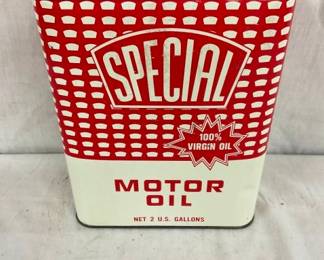 SPECIAL
100%
VIRGIN OIL
MOTOR
OIL
NET 2 U.S. GALLONS